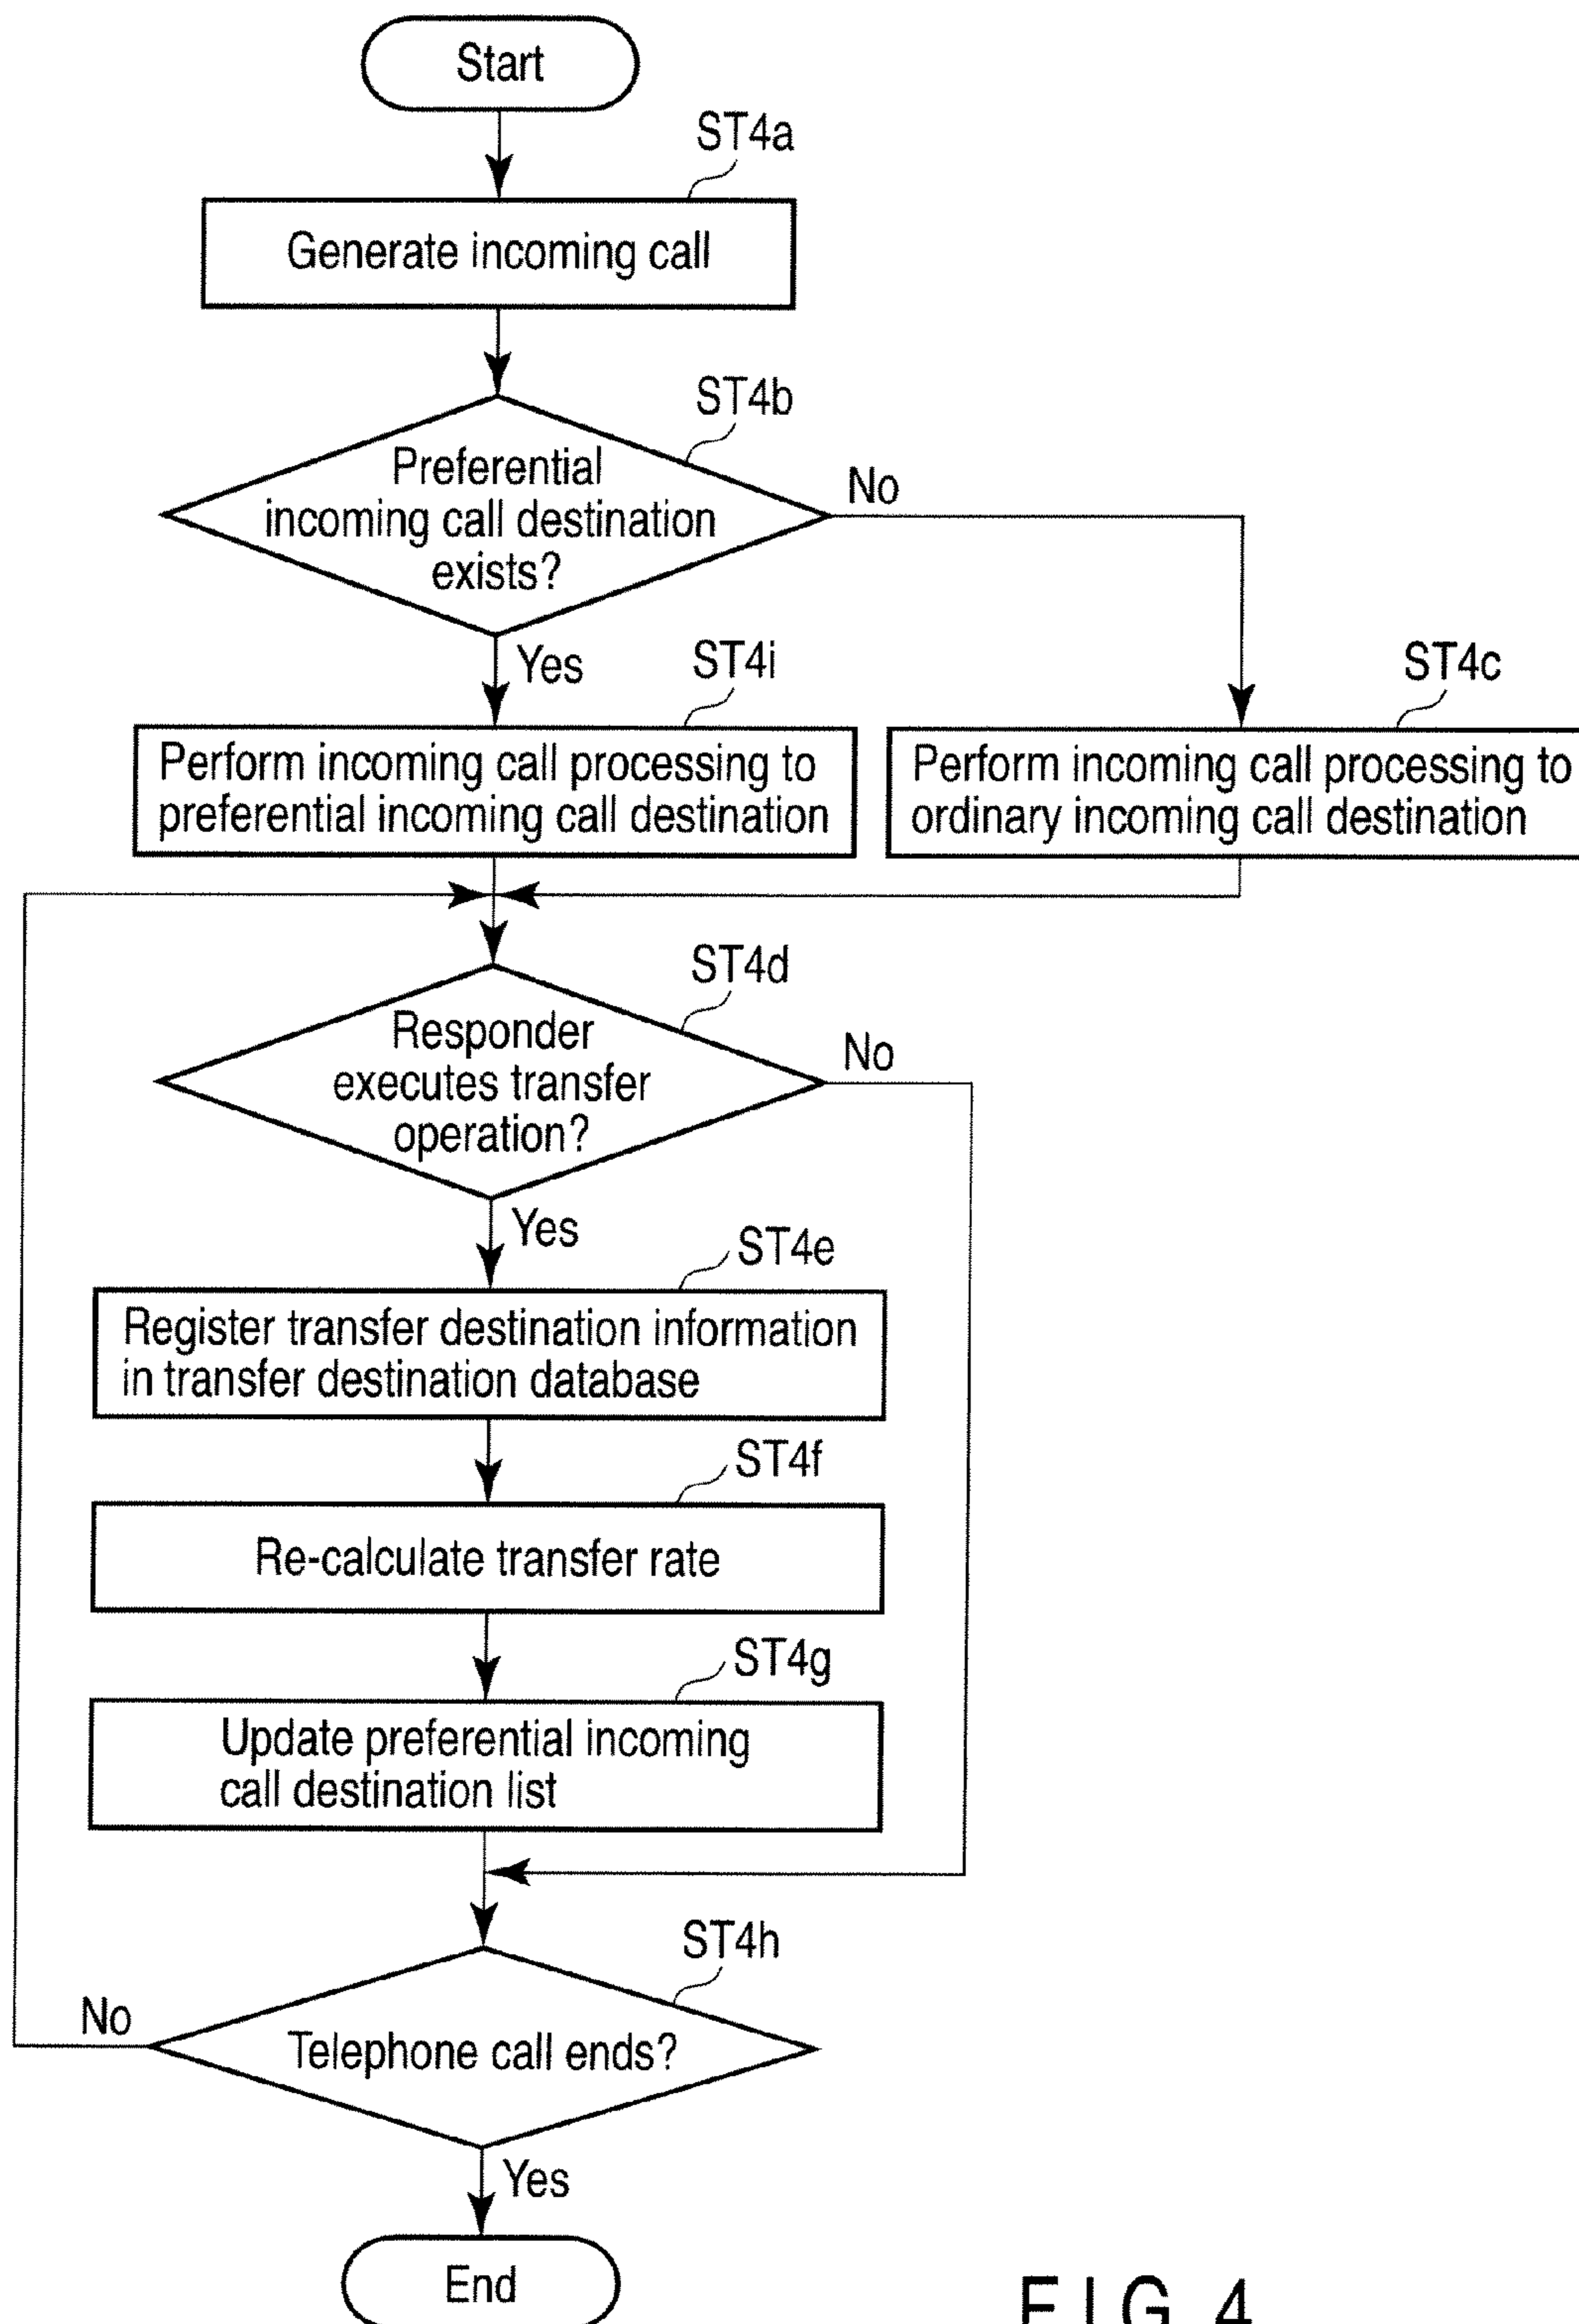 Start
ST4a
Generate incoming call
ST4b
Preferential
incoming call destination
exists?
No
Yes
ST4i
ST4c
Perform incoming call processing to
preferential incoming call destination
Perform incoming call processing to
ordinary incoming call destination
ST4d
Responder
executes transfer
operation?
No
Yes
ST4e
Register transfer destination information
in transfer destination database
ST4f
Re-calculate transfer rate
ST4g
Update preferential incoming
call destination list
ST4h
No
Telephone call ends?
Yes
End
FIG. 4